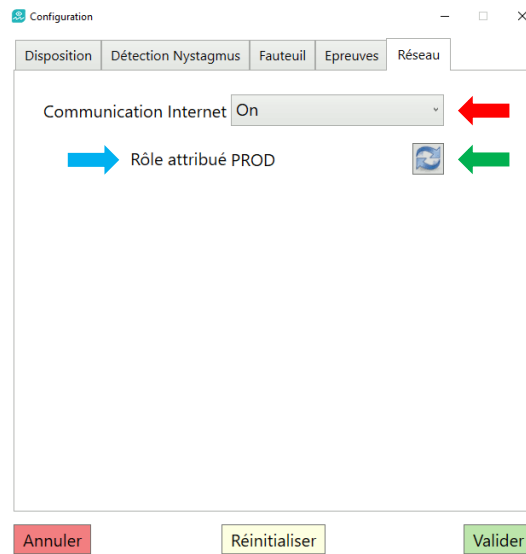 Configuration
Disposition Détection Nystagmus Fauteuil Epreuves Réseau
Communication Internet On
Rôle attribué PROD
Annuler Réinitialiser Valider